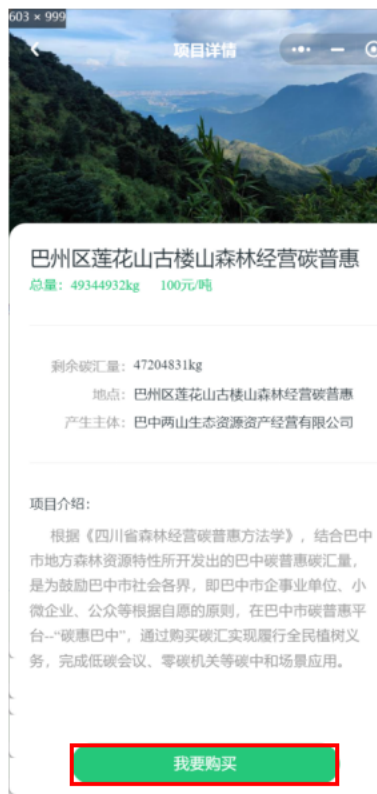 603 × 999
项目详情
巴州区莲花山古楼山森林经营碳普惠
总量：49344932kg 100元/吨
剩余碳汇量：47204831kg
地点：巴州区莲花山古楼山森林经营碳普惠
产生主体：巴中两山生态资源资产经营有限公司
项目介绍：
根据《四川省森林经营碳普惠方法学》，结合巴中
市地方森林资源特性所开发出的巴中碳普惠碳汇量，
是为鼓励巴中市社会各界，即巴中市企事业单位、小
微企业、公众等根据自愿的原则，在巴中市碳普惠平
台--“碳惠巴中”，通过购买碳汇实现履行全民植树义
务，完成低碳会议、零碳机关等碳中和场景应用。
我要购买